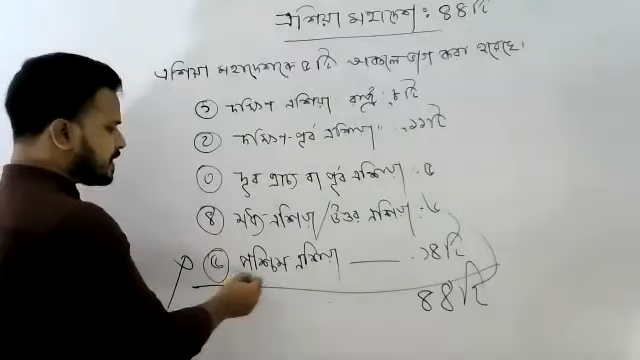 এশিয়া মহাদেশ : ৪৪টি
এশিয়া মহাদেশকে ৫টি অঞ্চলে ভাগ করা হয়েছে।
১ দক্ষিণ এশিয়া রাষ্ট্র : ৮টি
২ দক্ষিণ-পূর্ব এশিয়া " : ১১টি
৩ দূর প্রাচ্য বা পূর্ব এশিয়া : ৫
৪ মধ্য এশিয়া/উত্তর এশিয়া : ৬
৫ পশ্চিম এশিয়া — : ১৪টি
৪৪টি